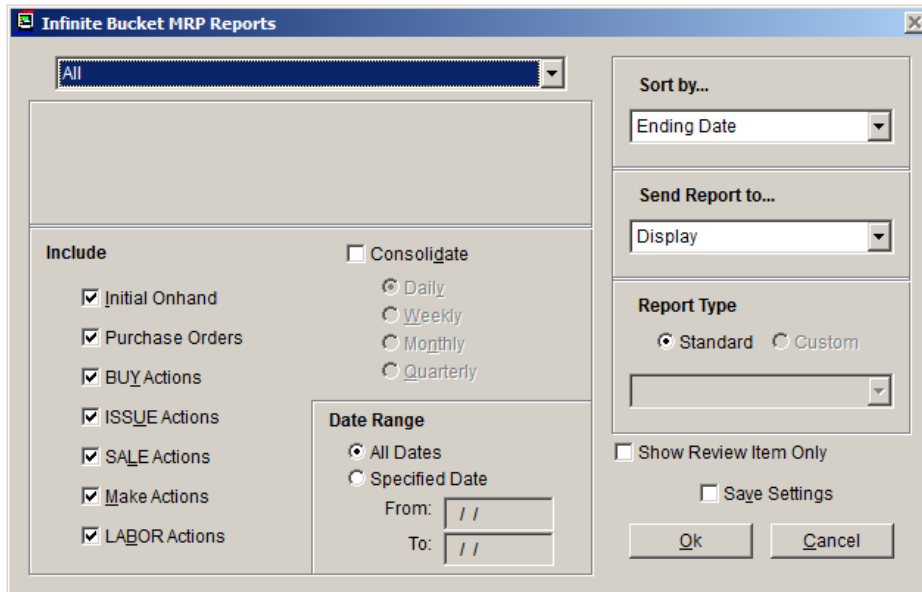 Infinite Bucket MRP Reports
All
Sort by...
Ending Date
Send Report to...
Display
Include
Initial Onhand
Purchase Orders
BUY Actions
ISSUE Actions
SALE Actions
Make Actions
LABOR Actions
Consolidate
Daily
Weekly
Monthly
Quarterly
Date Range
All Dates
Specified Date
From: / /
To: / /
Report Type
Standard Custom
Show Review Item Only
Save Settings
Ok Cancel